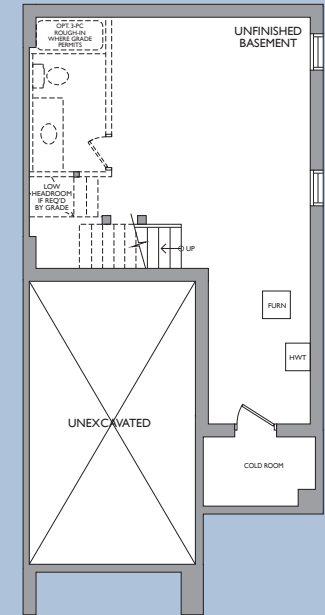 OPT. 3-PC
ROUGH-IN
WHERE GRADE
PERMITS
UNFINISHED
BASEMENT
LOW
HEADROOM
IF REQ'D
BY GRADE
UP
FURN
HWT
UNEXCAVATED
COLD ROOM